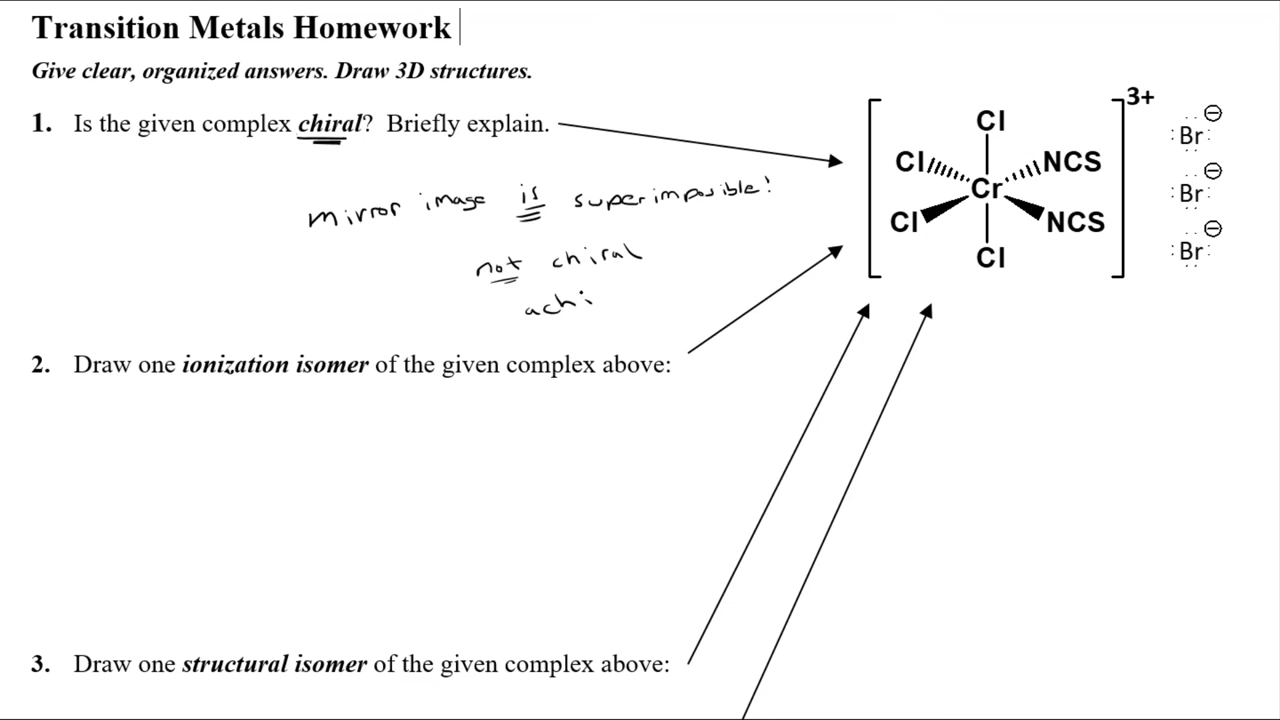 Transition Metals Homework
Give clear, organized answers. Draw 3D structures.
1. Is the given complex chiral? Briefly explain.
3+
Cl
Br
Cl NCS
Cr
Br
Cl NCS
Cl
Br
mirror image is superimposible!
not chiral
achi
2. Draw one ionization isomer of the given complex above:
3. Draw one structural isomer of the given complex above: